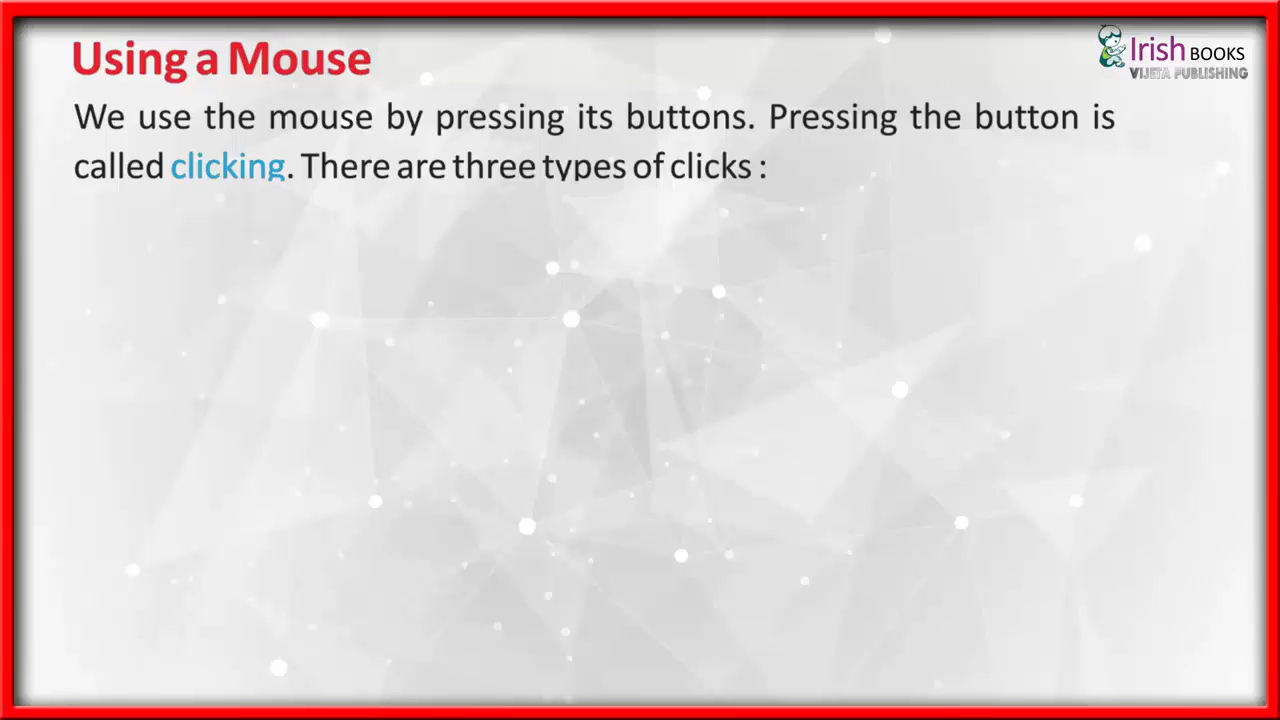 Using a Mouse
Irish BOOKS
VIJETA PUBLISHING
We use the mouse by pressing its buttons. Pressing the button is
called clicking. There are three types of clicks :